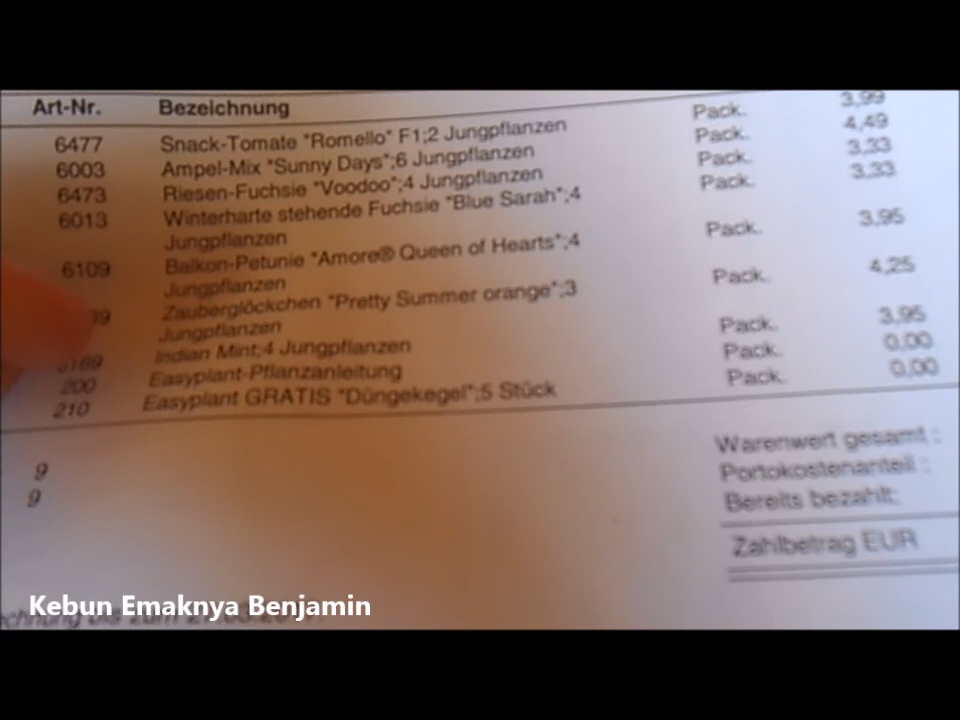 Art-Nr. Bezeichnung
3,99
6477 Snack-Tomate "Romello" F1;2 Jungpflanzen Pack. 4,49
6003 Ampel-Mix "Sunny Days";6 Jungpflanzen Pack. 3,33
6473 Riesen-Fuchsie "Voodoo";4 Jungpflanzen Pack. 3,33
6013 Winterharte stehende Fuchsie "Blue Sarah";4 Pack.
Jungpflanzen 3,95
6109 Balkon-Petunie "Amore® Queen of Hearts";4 Pack.
Jungpflanzen 4,25
Zauberglöckchen "Pretty Summer orange";3 Pack.
Jungpflanzen 3,95
Indian Mint;4 Jungpflanzen Pack. 0,00
200 Easyplant-Pflanzanleitung Pack. 0,00
210 Easyplant GRATIS "Düngekegel";5 Stück Pack.
Warenwert gesamt :
9 Portokostenanteil :
9 Bereits bezahlt:
Zahlbetrag EUR
Kebun Emaknya Benjamin